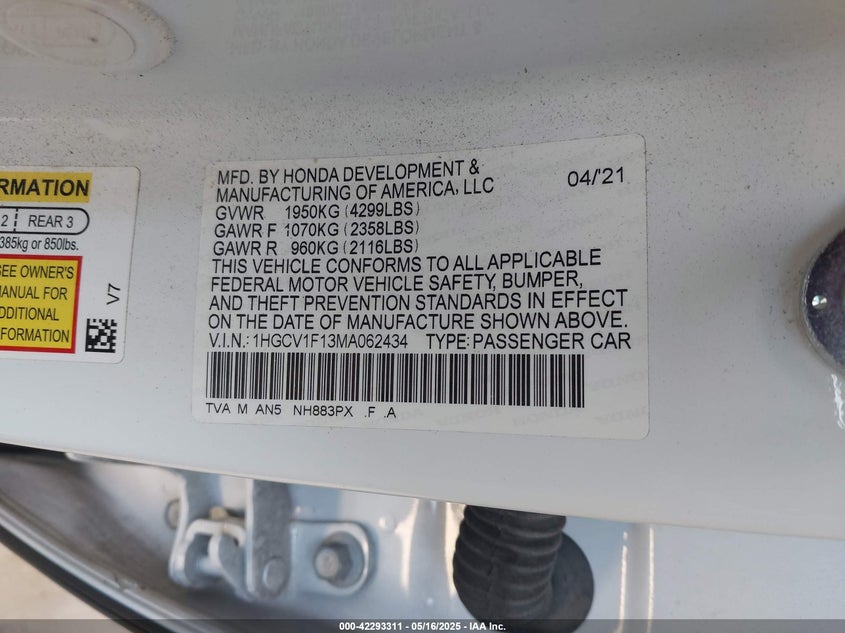 MFD. BY HONDA DEVELOPMENT &
MANUFACTURING OF AMERICA, LLC 04/'21
GVWR 1950KG (4299LBS)
GAWR F 1070KG (2358LBS)
GAWR R 960KG (2116LBS)
THIS VEHICLE CONFORMS TO ALL APPLICABLE
FEDERAL MOTOR VEHICLE SAFETY, BUMPER,
AND THEFT PREVENTION STANDARDS IN EFFECT
ON THE DATE OF MANUFACTURE SHOWN ABOVE.
V.I.N.: 1HGCV1F13MA062434 TYPE: PASSENGER CAR
TVA M AN5 NH883PX .F .A
RMATION
2 REAR 3
385kg or 850lbs.
SEE OWNER'S
MANUAL FOR
ADDITIONAL
FORMATION
V7
000-42293311 - 05/16/2025 - IAA Inc.